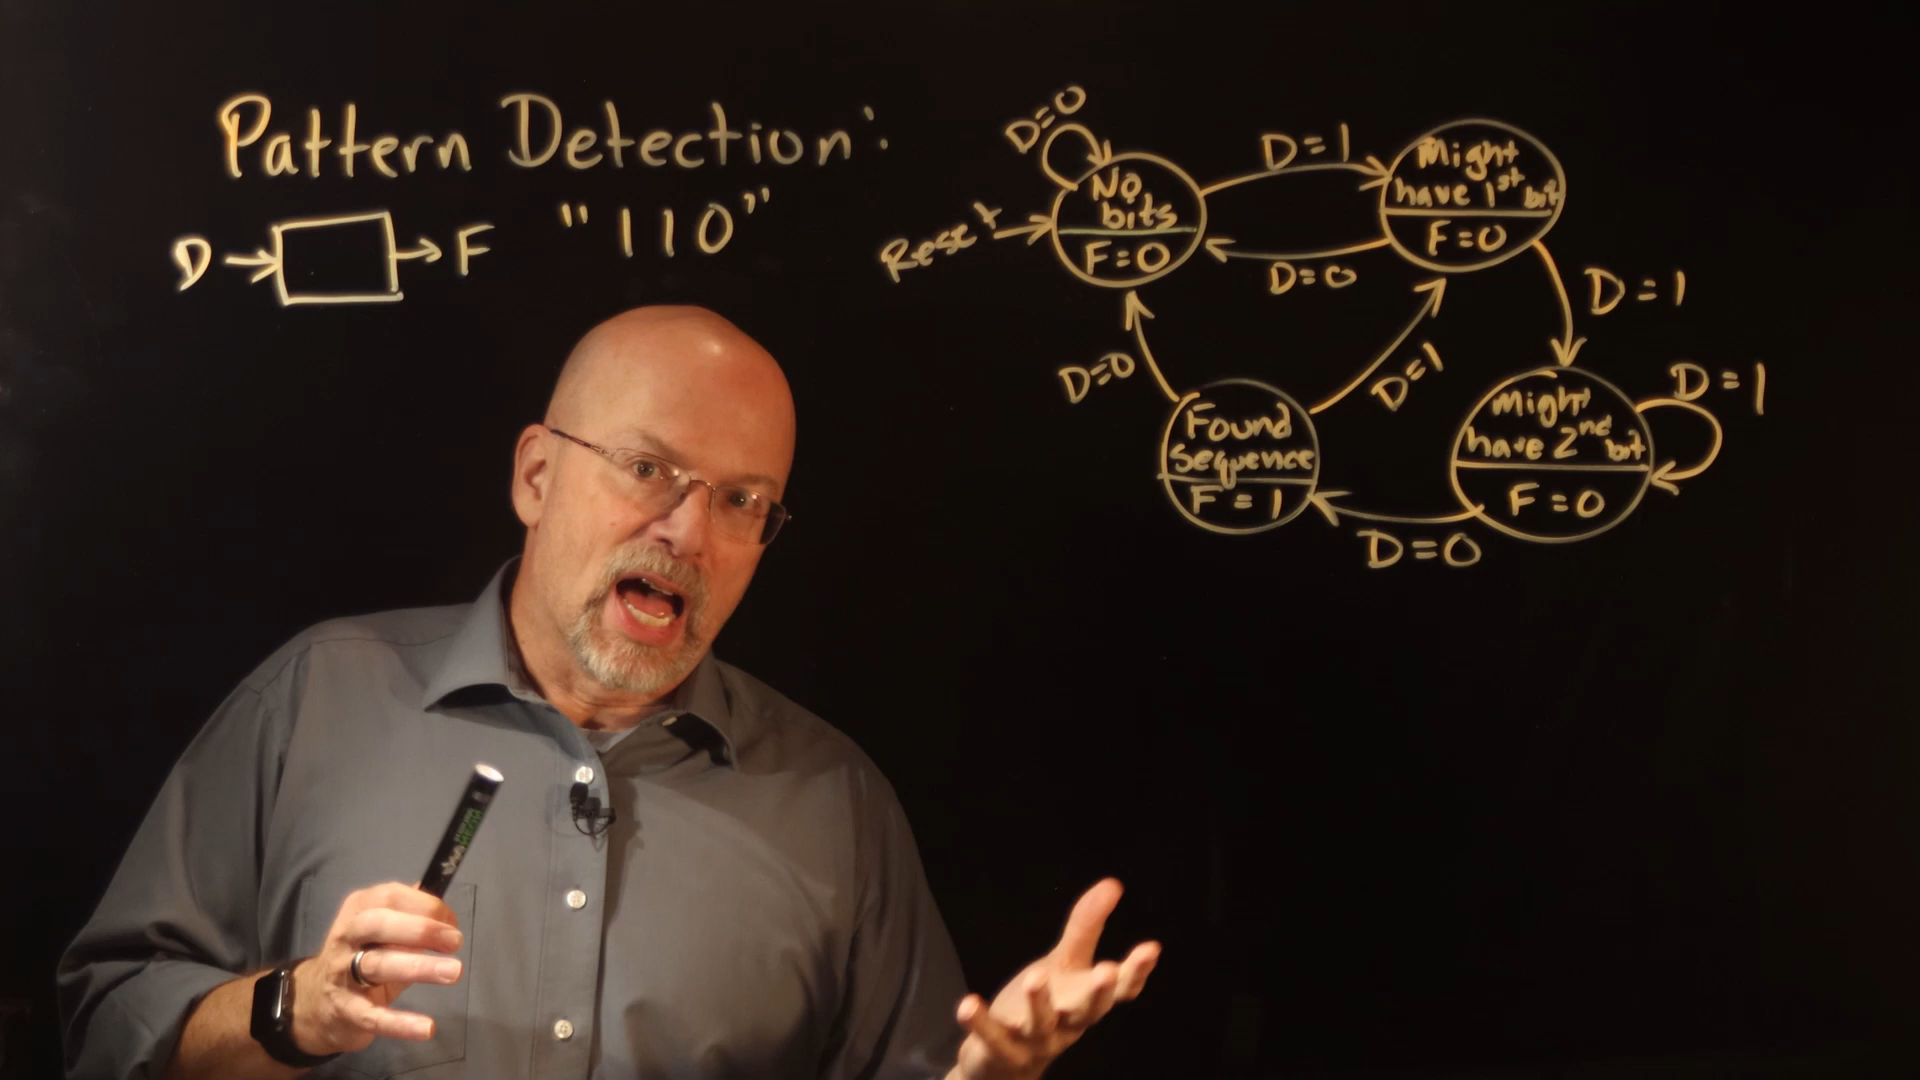 Pattern Detection:
"110"
D
F
Reset
D=0
No
bits
F=0
D=1
Might
have 1st bit
F=0
D=0
D=1
D=0
D=1
Found
sequence
F=1
Might
have 2nd bit
F=0
D=1
D=0